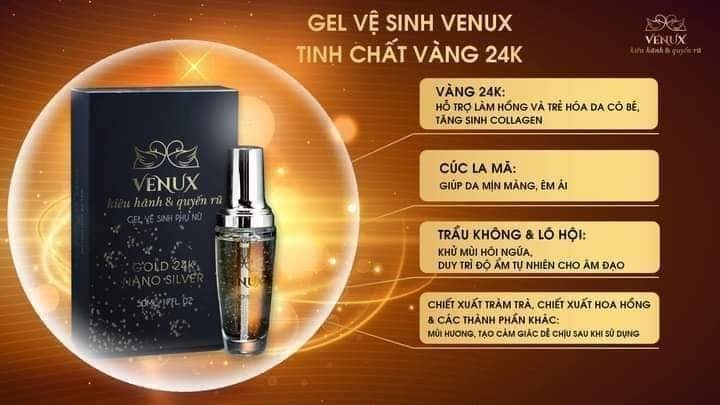 GEL VỆ SINH VENUX
TINH CHẤT VÀNG 24K
VENUX
kiêu hãnh & quyến rũ
VÀNG 24K:
HỖ TRỢ LÀM HỒNG VÀ TRẺ HÓA DA CÔ BÉ,
TĂNG SINH COLLAGEN
CÚC LA MÃ:
GIÚP DA MỊN MÀNG, ÊM ÁI
TRẦU KHÔNG & LÔ HỘI:
KHỬ MÙI HÔI NGỨA,
DUY TRÌ ĐỘ ẨM TỰ NHIÊN CHO ÂM ĐẠO
CHIẾT XUẤT TRÀM TRÀ, CHIẾT XUẤT HOA HỒNG
& CÁC THÀNH PHẦN KHÁC:
MÙI HƯƠNG, TẠO CẢM GIÁC DỄ CHỊU SAU KHI SỬ DỤNG
VENUX
kiêu hãnh & quyến rũ
GEL VỆ SINH PHỤ NỮ
GOLD 24K
NANO SILVER
50ML/1.7FL.OZ
VENUX